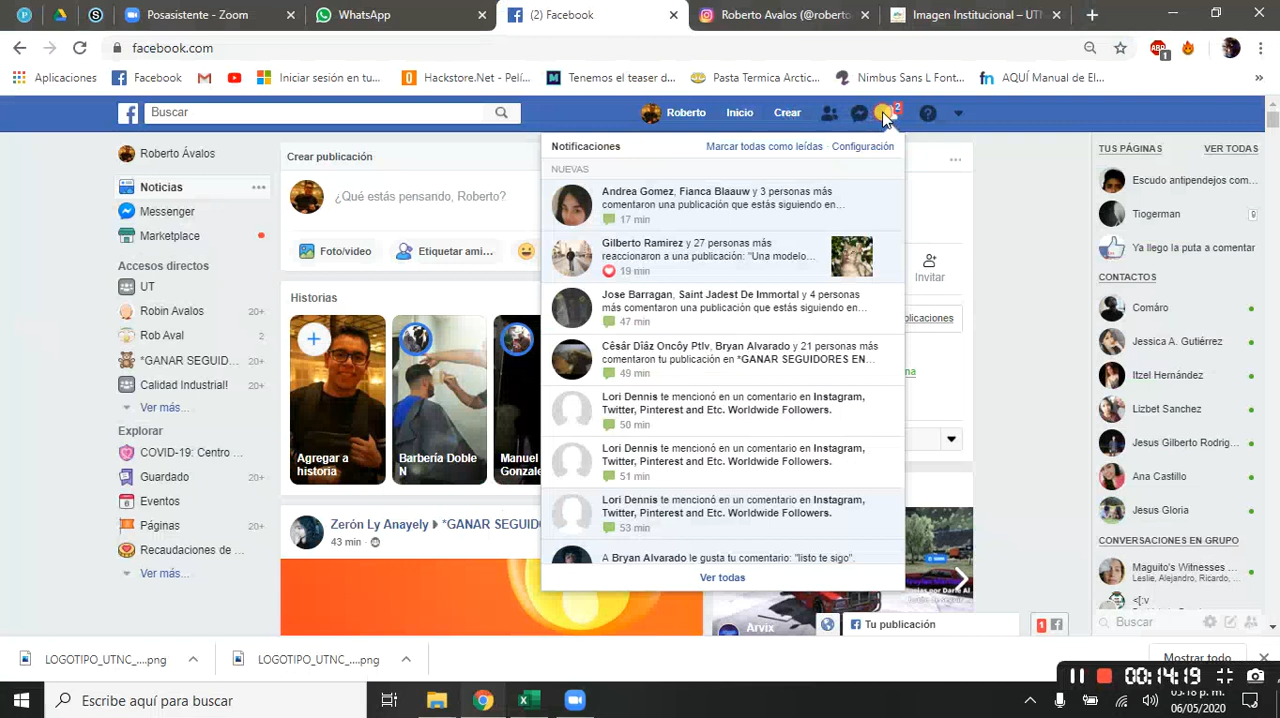 Posasistente - Zoom
WhatsApp
(2) Facebook
Roberto Avalos (@roberto
Imagen Institucional – UTN
facebook.com
Aplicaciones
Facebook
Iniciar sesión en tu...
Hackstore.Net - Pelí...
Tenemos el teaser d...
Pasta Termica Arctic...
Nimbus Sans L Font...
AQUÍ Manual de El...
Buscar
Roberto
Inicio
Crear
2
Roberto Ávalos
Noticias
Messenger
Marketplace
Accesos directos
UT
Robin Avalos 20+
Rob Aval 2
*GANAR SEGUID... 20+
Calidad Industrial! 20+
Ver más...
Explorar
COVID-19: Centro ...
Guardado 20+
Eventos 6
Páginas 20+
Recaudaciones de ...
Ver más...
Crear publicación
¿Qué estás pensando, Roberto?
Foto/video
Etiquetar ami...
Historias
Agregar a
historia
Barbería Doble
N
Manuel
Gonzale
Zerón Ly Anayely
*GANAR SEGUID
43 min
Notificaciones
Marcar todas como leídas · Configuración
NUEVAS
Andrea Gomez, Fianca Blaauw y 3 personas más
comentaron una publicación que estás siguiendo en...
17 min
Gilberto Ramirez y 27 personas más
reaccionaron a una publicación: "Una modelo...
19 min
Jose Barragan, Saint Jadest De Immortal y 4 personas
más comentaron una publicación que estás siguiendo en...
47 min
Cêsâr Dîâz Oncôy Ptlv, Bryan Alvarado y 21 personas más
comentaron tu publicación en *GANAR SEGUIDORES EN...
49 min
Lori Dennis te mencionó en un comentario en Instagram,
Twitter, Pinterest and Etc. Worldwide Followers.
50 min
Lori Dennis te mencionó en un comentario en Instagram,
Twitter, Pinterest and Etc. Worldwide Followers.
51 min
Lori Dennis te mencionó en un comentario en Instagram,
Twitter, Pinterest and Etc. Worldwide Followers.
53 min
A Bryan Alvarado le gusta tu comentario: "listo te sigo".
Ver todas
Invitar
blicaciones
na
Arvix
Tu publicación
1
TUS PÁGINAS
VER TODAS
Escudo antipendejos com...
Tiogerman
9
Ya llego la puta a comentar
CONTACTOS
Comáro
Jessica A. Gutiérrez
Itzel Hernández
Lizbet Sanchez
Jesus Gilberto Rodrig...
Ana Castillo
Jesus Gloria
CONVERSACIONES EN GRUPO
Maguito's Witnesses ...
Leslie, Alejandro, Ricardo, ...
<[:v
Buscar
LOGOTIPO_UTNC_....png
LOGOTIPO_UTNC_....png
Mostrar todo
00:14:19
Escribe aquí para buscar
05:18 p. m.
06/05/2020